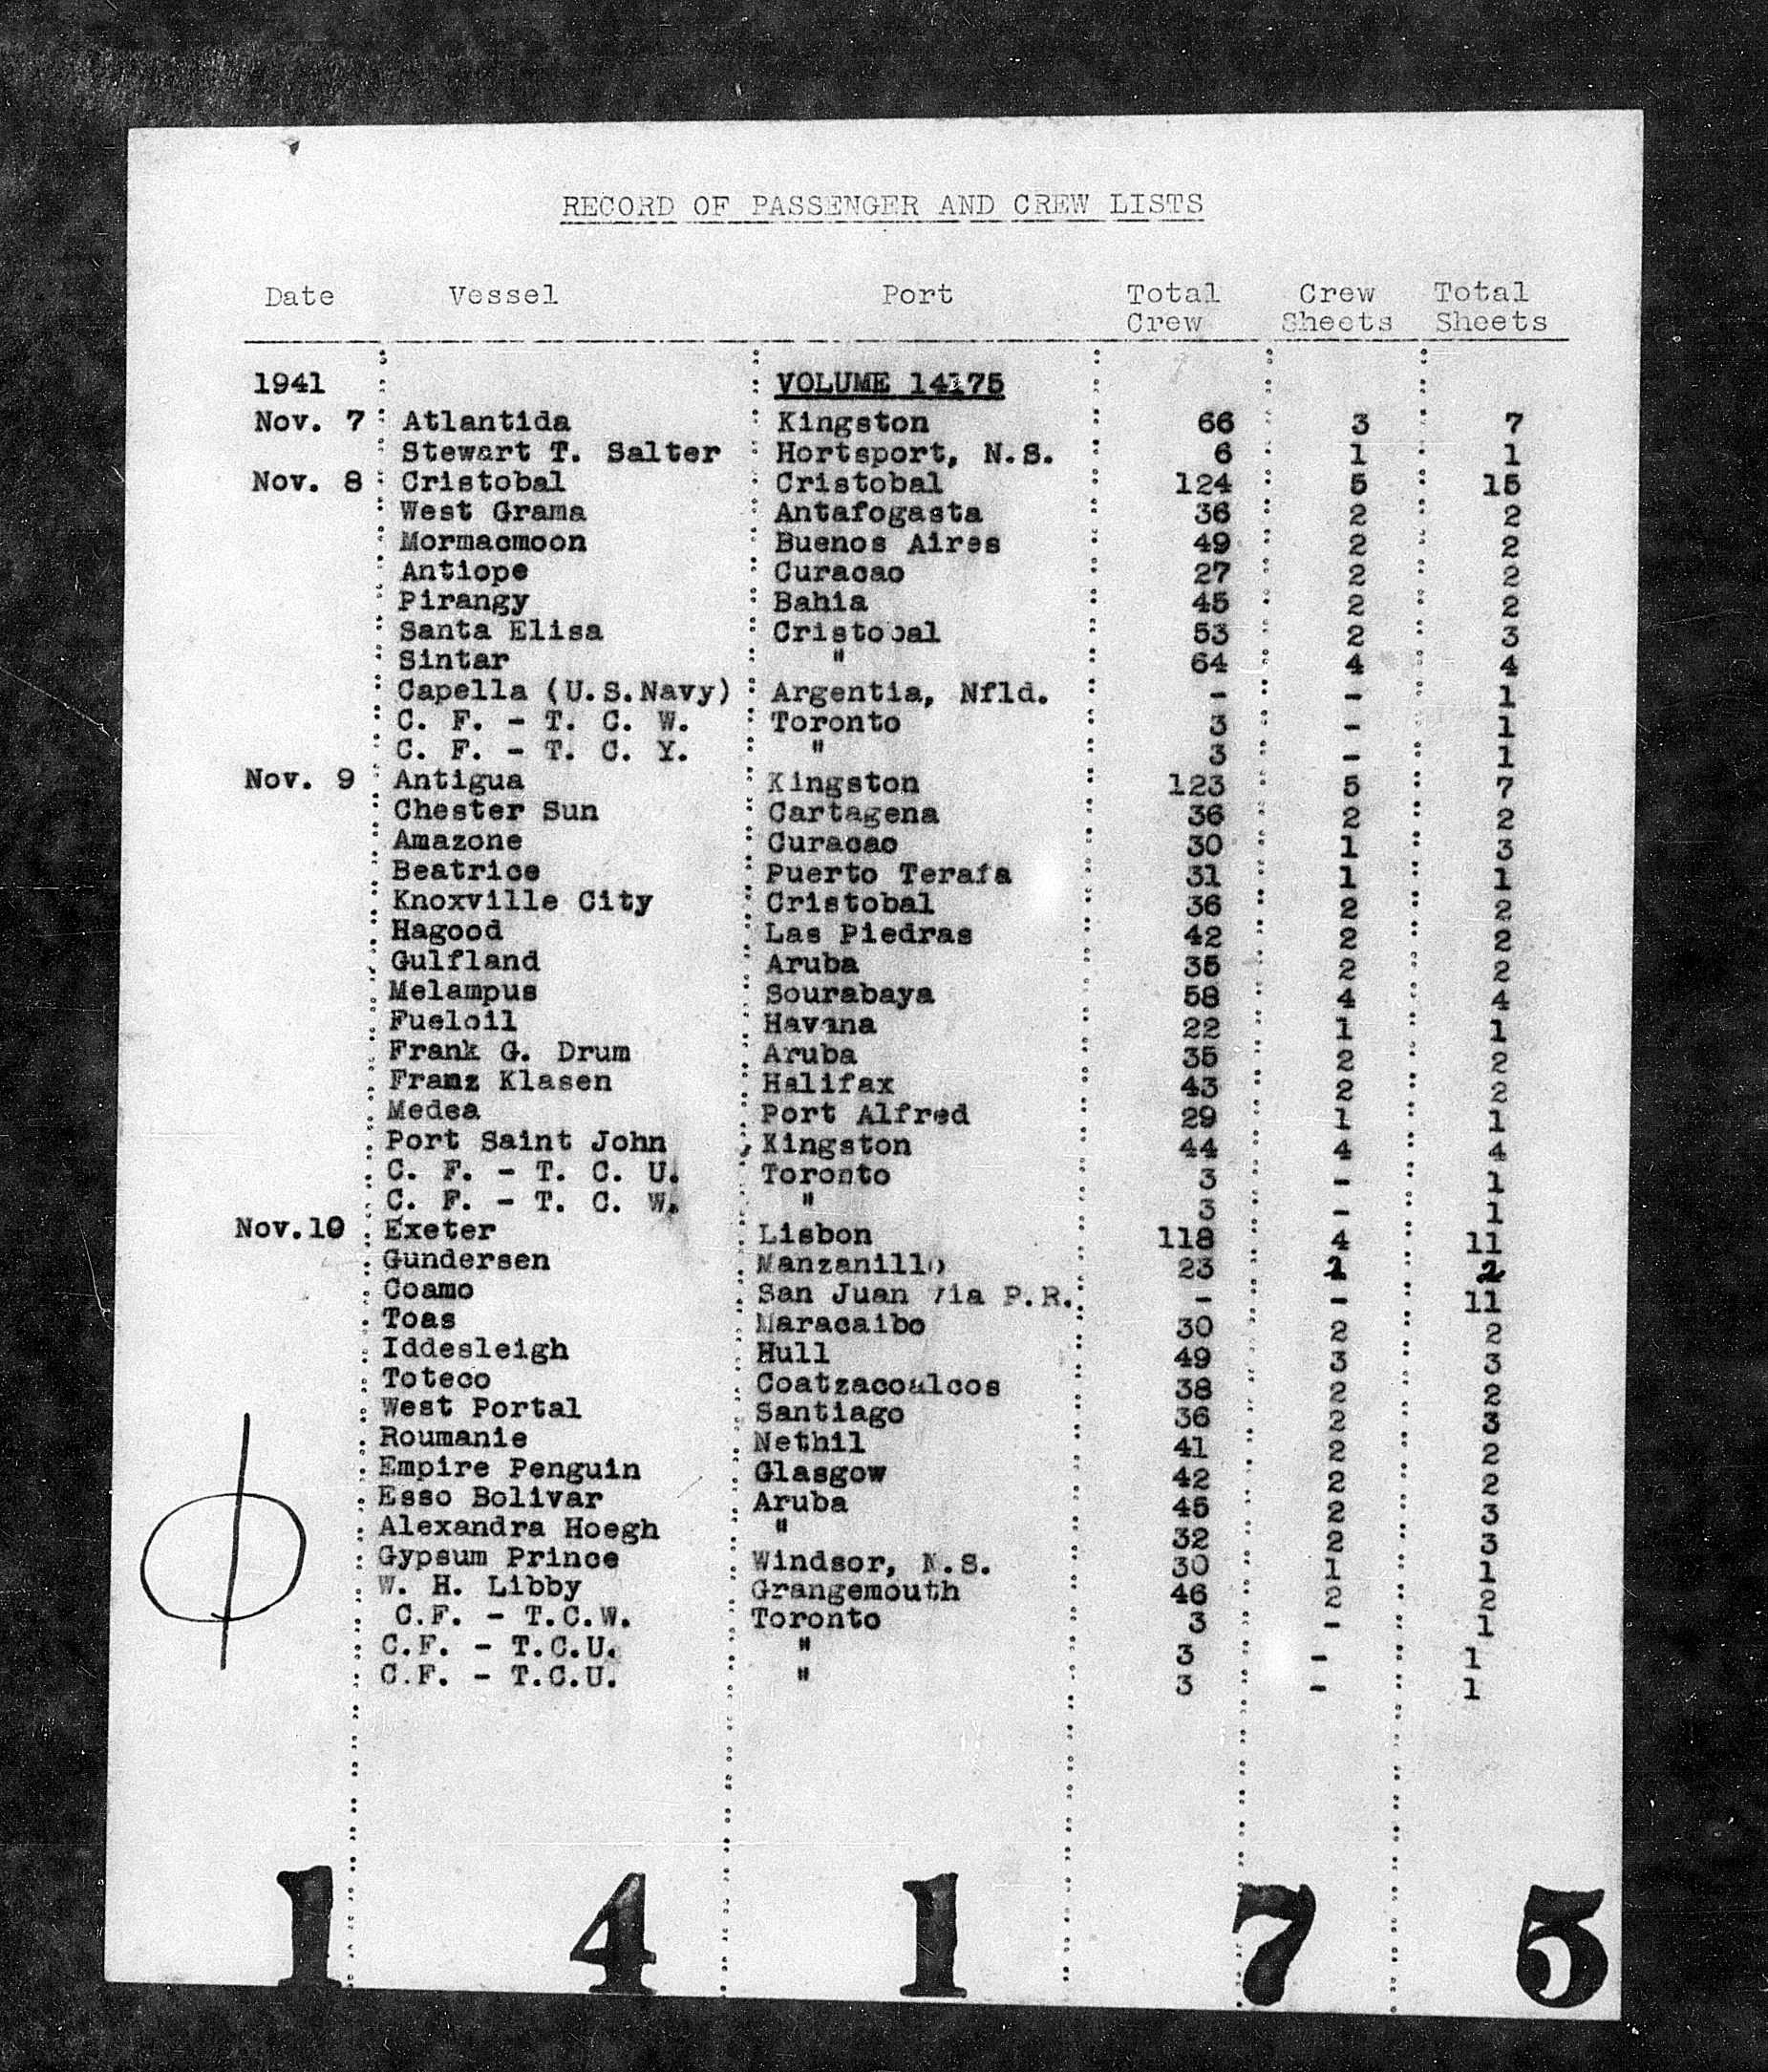 RECORD OF PASSENGER AND CREW LISTS
Date Vessel Port Total Crew Crew Sheets Total Sheets
1941 VOLUME 14175
Nov. 7 Atlantida Kingston 66 3 7
Stewart T. Salter Hortsport, N.S. 6 1 1
Nov. 8 Cristobal Cristobal 124 5 15
West Grama Antafogasta 36 2 2
Mormacmoon Buenos Aires 49 2 2
Antiope Curacao 27 2 2
Pirangy Bahia 45 2 2
Santa Elisa Cristobal 53 2 3
Sintar " 64 4 4
Capella (U.S.Navy) Argentia, Nfld. - - 1
C. F. - T. C. W. Toronto 3 - 1
C. F. - T. C. Y. " 3 - 1
Nov. 9 Antigua Kingston 123 5 7
Chester Sun Cartagena 36 2 2
Amazone Curacao 30 1 3
Beatrice Puerto Terafa 31 1 1
Knoxville City Cristobal 36 2 2
Hagood Las Piedras 42 2 2
Gulfland Aruba 35 2 2
Melampus Sourabaya 58 4 4
Fueloil Havana 22 1 1
Frank G. Drum Aruba 35 2 2
Franz Klasen Halifax 43 2 2
Medea Port Alfred 29 1 1
Port Saint John Kingston 44 4 4
C. F. - T. C. U. Toronto 3 - 1
C. F. - T. C. W. " 3 - 1
Nov.10 Exeter Lisbon 118 4 11
Gundersen Manzanillo 23
Coamo San Juan via P.R. - - 11
Toas Maracaibo 30 2 2
Iddesleigh Hull 49 3 3
Toteco Coatzacoalcos 38 2 2
West Portal Santiago 36 2 3
Roumanie Nethil 41 2 2
Empire Penguin Glasgow 42 2 2
Esso Bolivar Aruba 45 2 3
Alexandra Hoegh " 32 2 3
Gypsum Prince Windsor, N.S. 30 1 1
W. H. Libby Grangemouth 46 2 2
C.F. - T.C.W. Toronto 3 - 1
C.F. - T.C.U. " 3 - 1
C.F. - T.C.U. " 3 - 1
1 4 1 7 5